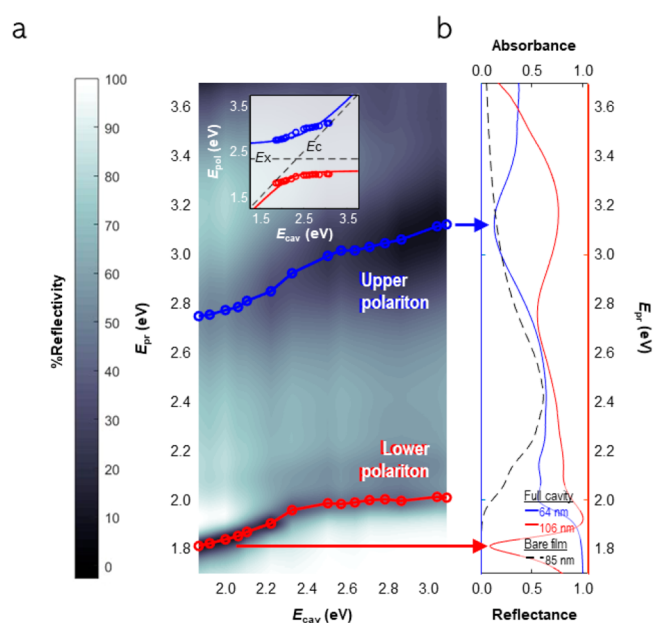 a
b
Absorbance
0.0 0.5 1.0
100
90
80
70
60
50
40
30
20
10
0
%Reflectivity
3.6
3.4
3.2
3.0
2.8
2.6
2.4
2.2
2.0
1.8
Epr (eV)
3.5
2.5
1.5
Epol (eV)
Ex
Ec
1.5 2.5 3.5
Ecav (eV)
Upper
polariton
Lower
polariton
2.0 2.2 2.4 2.6 2.8 3.0
Ecav (eV)
3.6
3.4
3.2
3.0
2.8
2.6
2.4
2.2
2.0
1.8
Epr (eV)
Full cavity
64 nm
106 nm
Bare film
85 nm
0.0 0.5 1.0
Reflectance